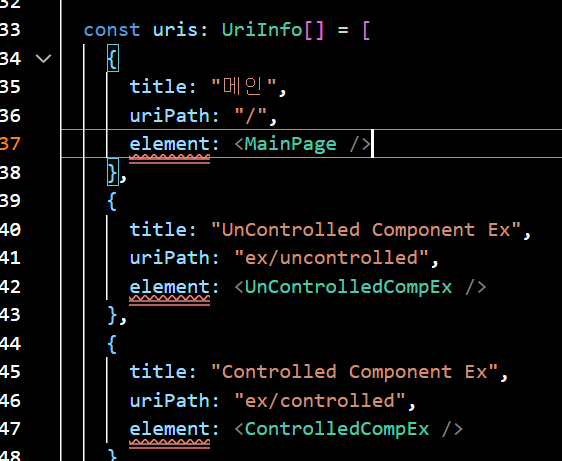 32
33 const uris: UriInfo[] = [
34 {
35 title: "메인",
36 uriPath: "/",
37 element: <MainPage />
38 },
39 {
40 title: "UnControlled Component Ex",
41 uriPath: "ex/uncontrolled",
42 element: <UnControlledCompEx />
43 },
44 {
45 title: "Controlled Component Ex",
46 uriPath: "ex/controlled",
47 element: <ControlledCompEx />
48 }